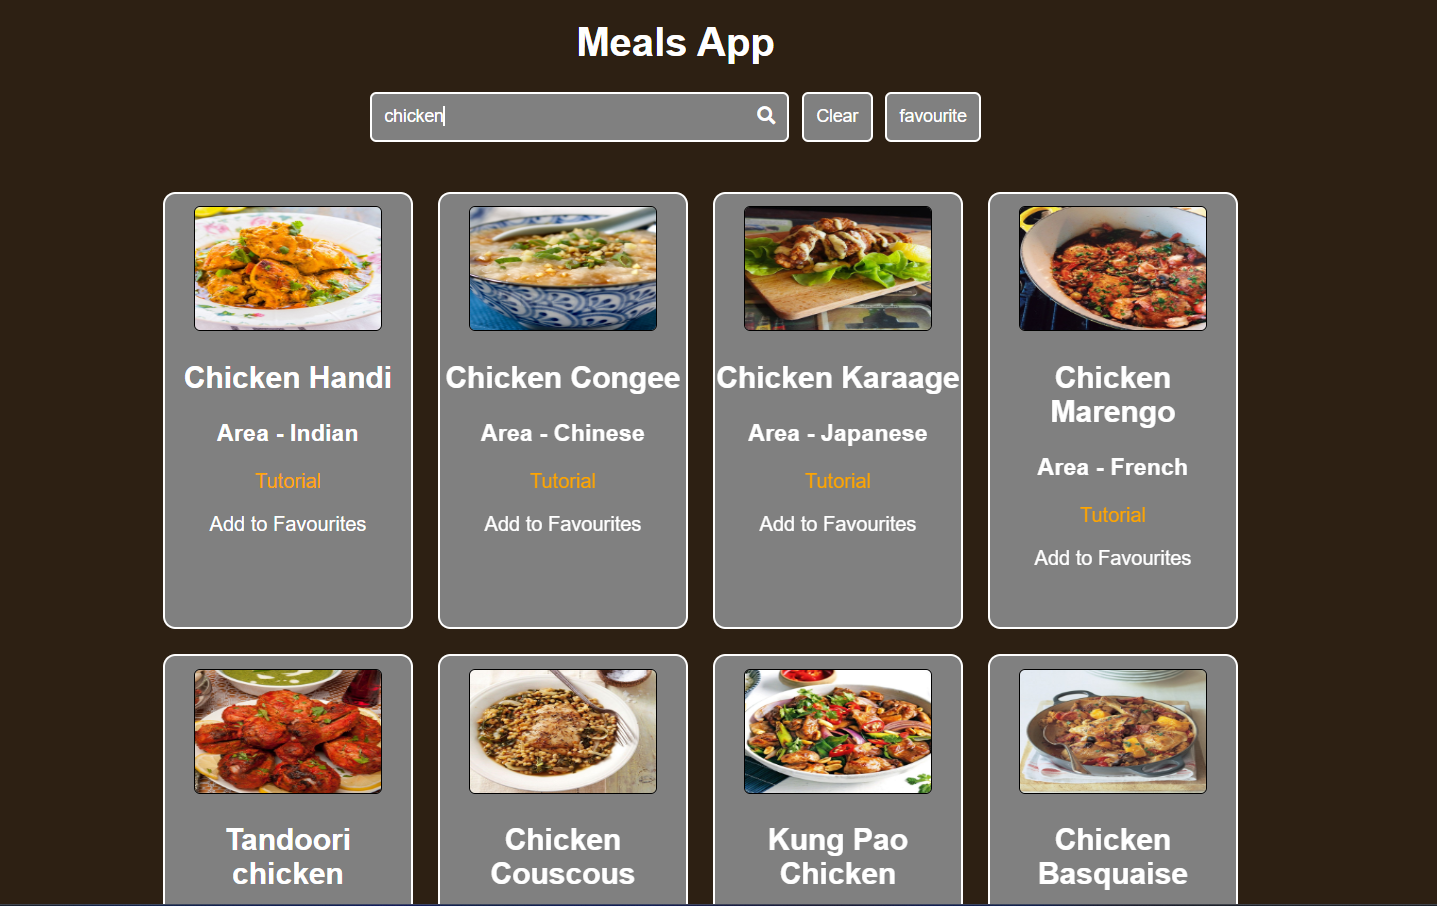 Meals App
chicken
Clear
favourite
Chicken Handi
Area - Indian
Tutorial
Add to Favourites
Chicken Congee
Area - Chinese
Tutorial
Add to Favourites
Chicken Karaage
Area - Japanese
Tutorial
Add to Favourites
Chicken
Marengo
Area - French
Tutorial
Add to Favourites
Tandoori
chicken
Chicken
Couscous
Kung Pao
Chicken
Chicken
Basquaise